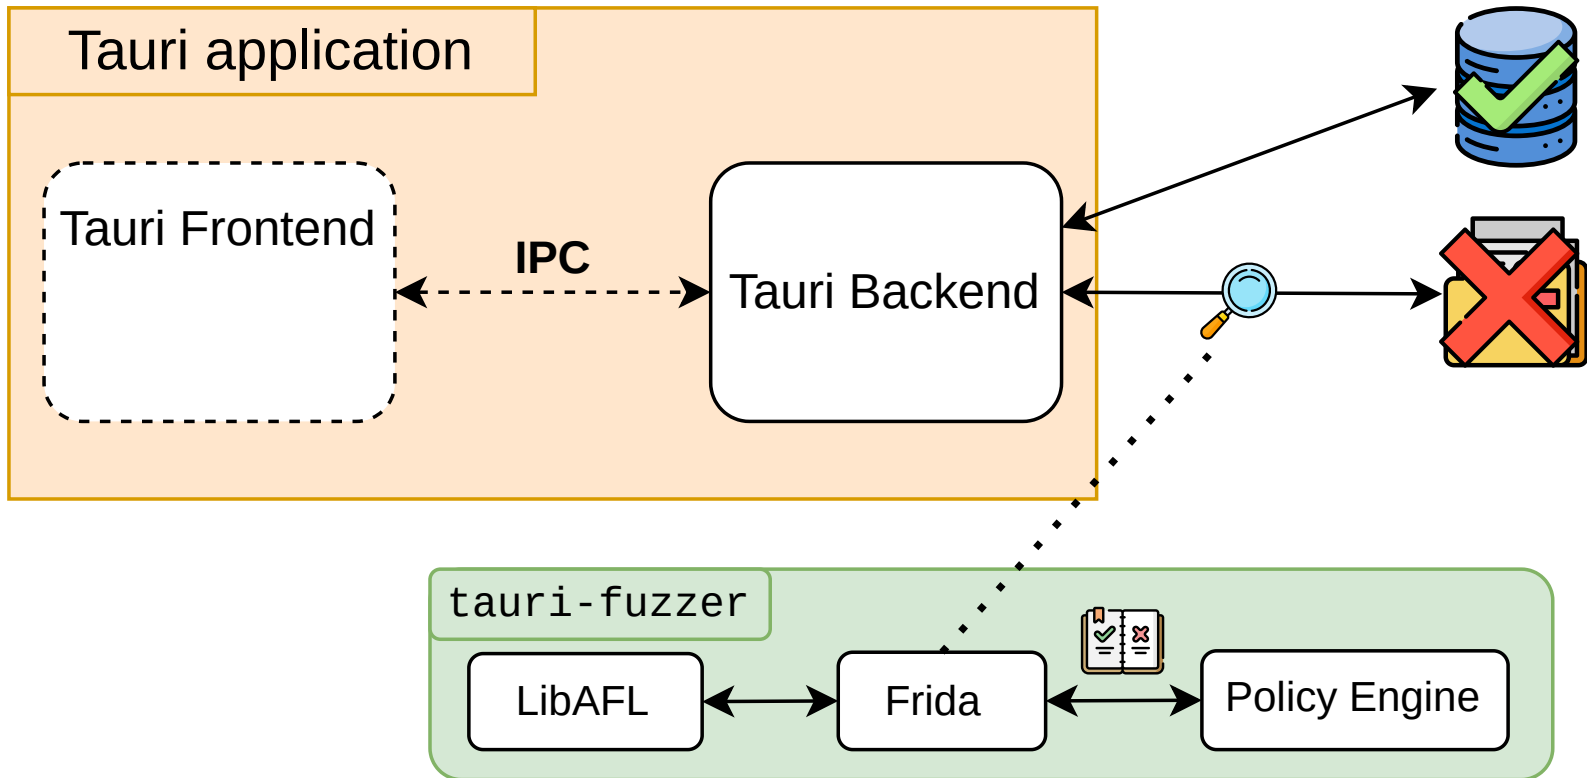 Tauri application
Tauri Frontend
IPC
Tauri Backend
tauri-fuzzer
LibAFL
Frida
Policy Engine